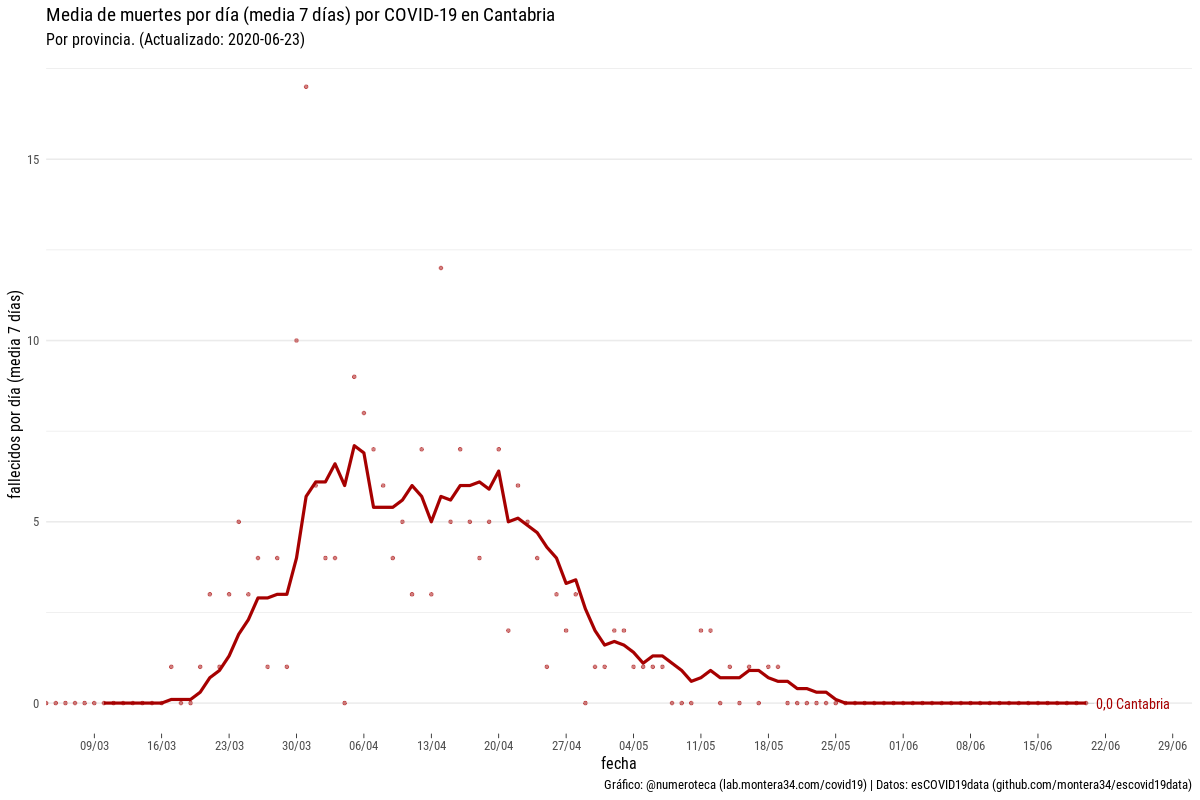 Media de muertes por día (media 7 días) por COVID-19 en Cantabria
Por provincia. (Actualizado: 2020-06-23)
fallecidos por día (media 7 días)
15
10
5
0
0,0 Cantabria
09/03 16/03 23/03 30/03 06/04 13/04 20/04 27/04 04/05 11/05 18/05 25/05 01/06 08/06 15/06 22/06 29/06
fecha
Gráfico: @numeroteca (lab.montera34.com/covid19) | Datos: esCOVID19data (github.com/montera34/escovid19data)